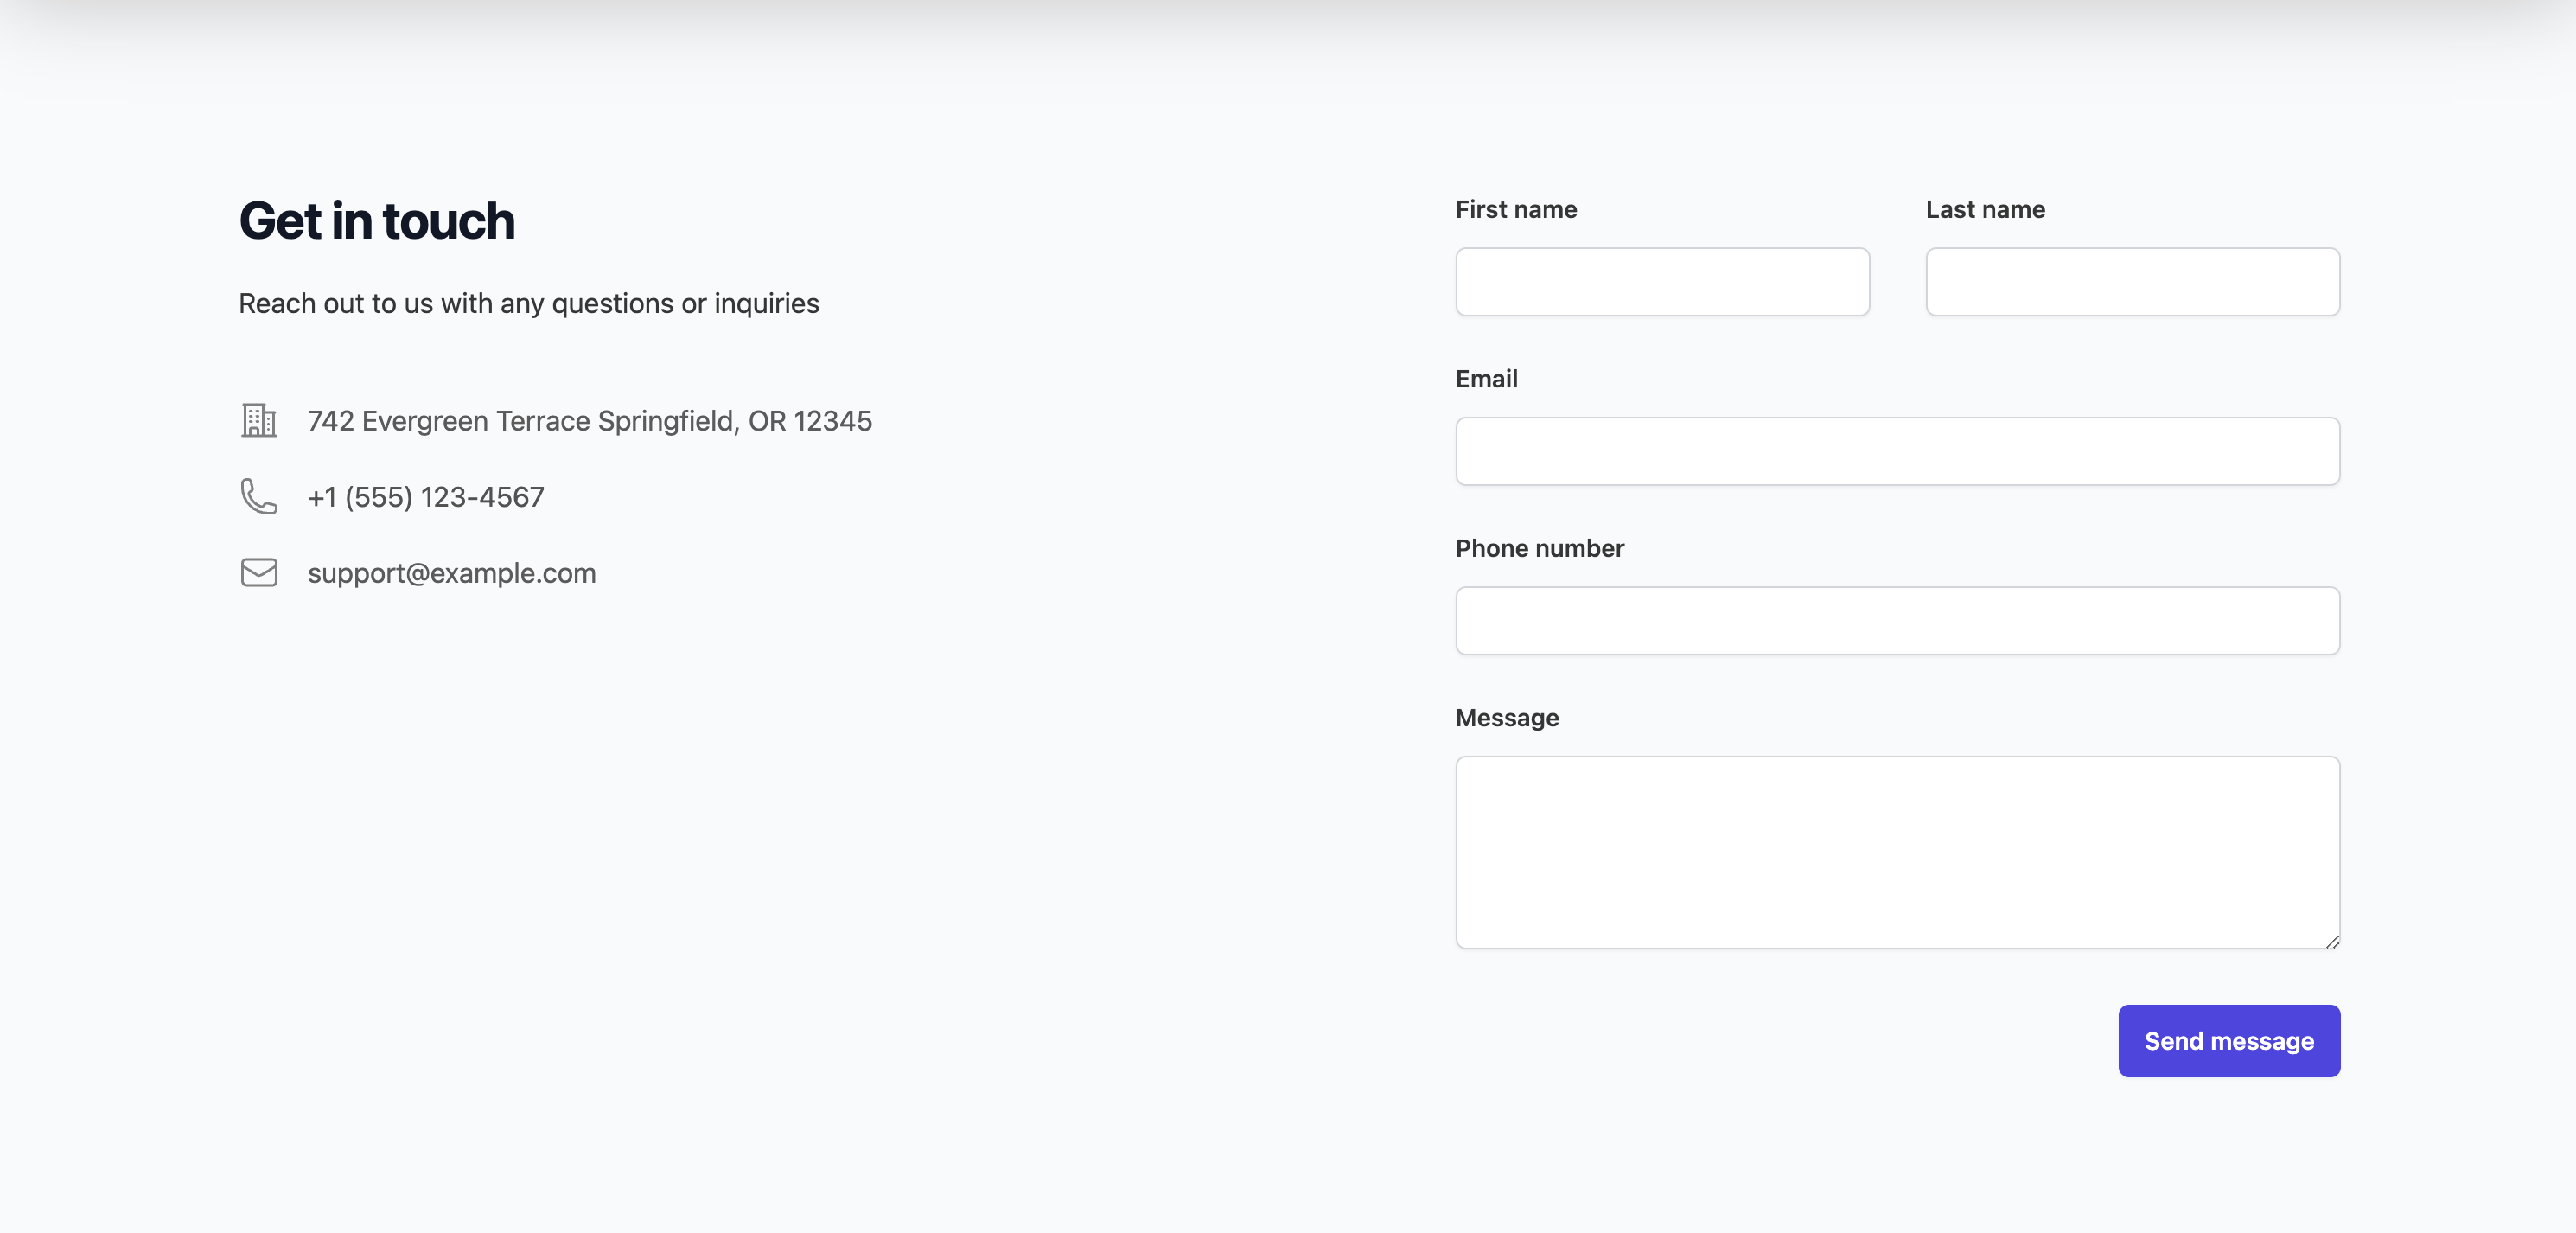 Get in touch
Reach out to us with any questions or inquiries
742 Evergreen Terrace Springfield, OR 12345
+1 (555) 123-4567
support@example.com
First name
Last name
Email
Phone number
Message
Send message